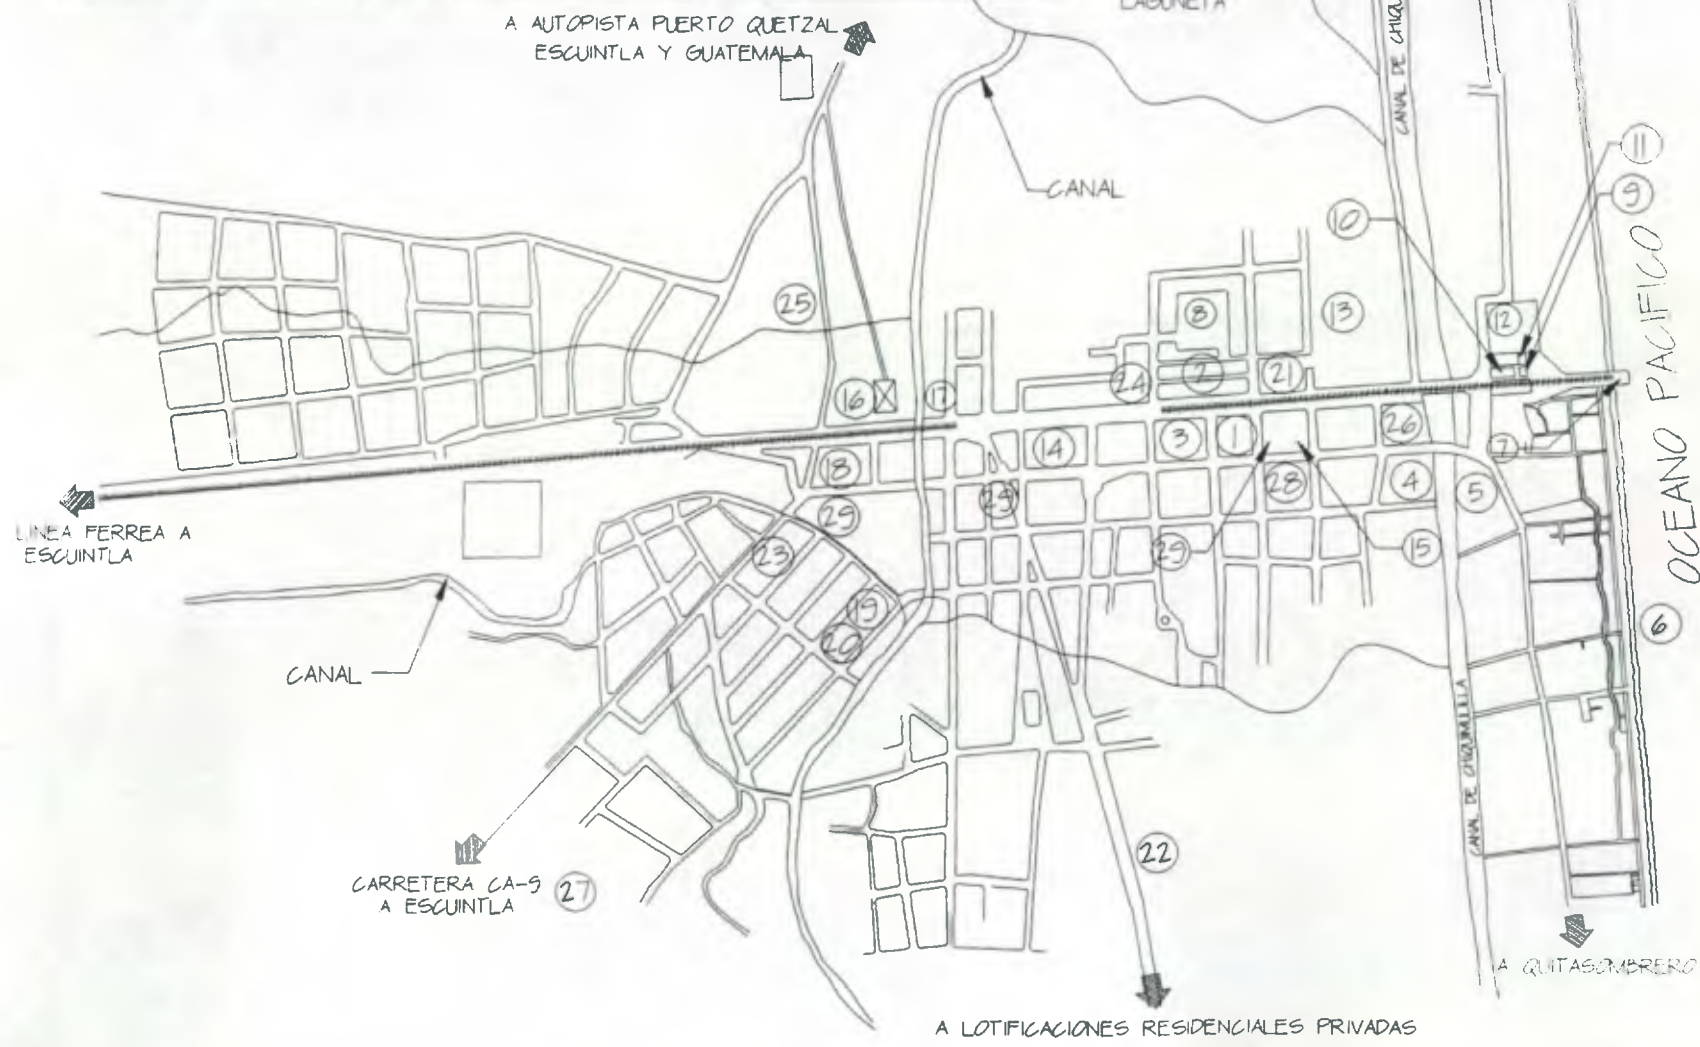 A AUTOPISTA PUERTO QUETZAL
ESCUINTLA Y GUATEMALA
LAGUNETA
CANAL DE CHIQU
CANAL
11
9
10
OCEANO PACIFICO
25
8
13
12
16
17
24
2
21
18
14
3
1
26
7
LINEA FERREA A
ESCUINTLA
29
28
4
5
23
29
15
19
20
6
CANAL
CANAL DE CHIQUIMULILLA
22
CARRETERA CA-9
A ESCUINTLA
27
A QUITASOMBRERO
A LOTIFICACIONES RESIDENCIALES PRIVADAS